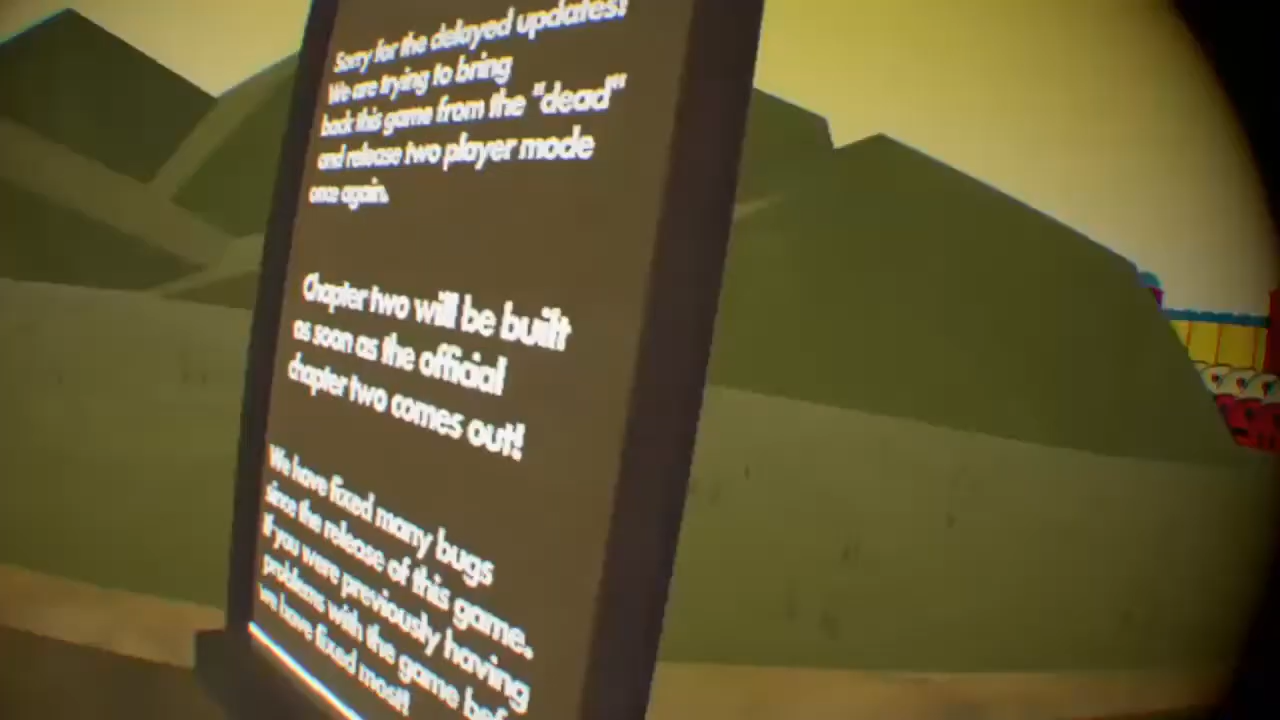 Sorry for the delayed updates!
We are trying to bring
back this game from the "dead"
and release two player mode
once again.
Chapter two will be built
as soon as the official
chapter two comes out!
We have fixed many bugs
since the release of this game.
If you were previously having
problems with the game bef
we have fixed most!